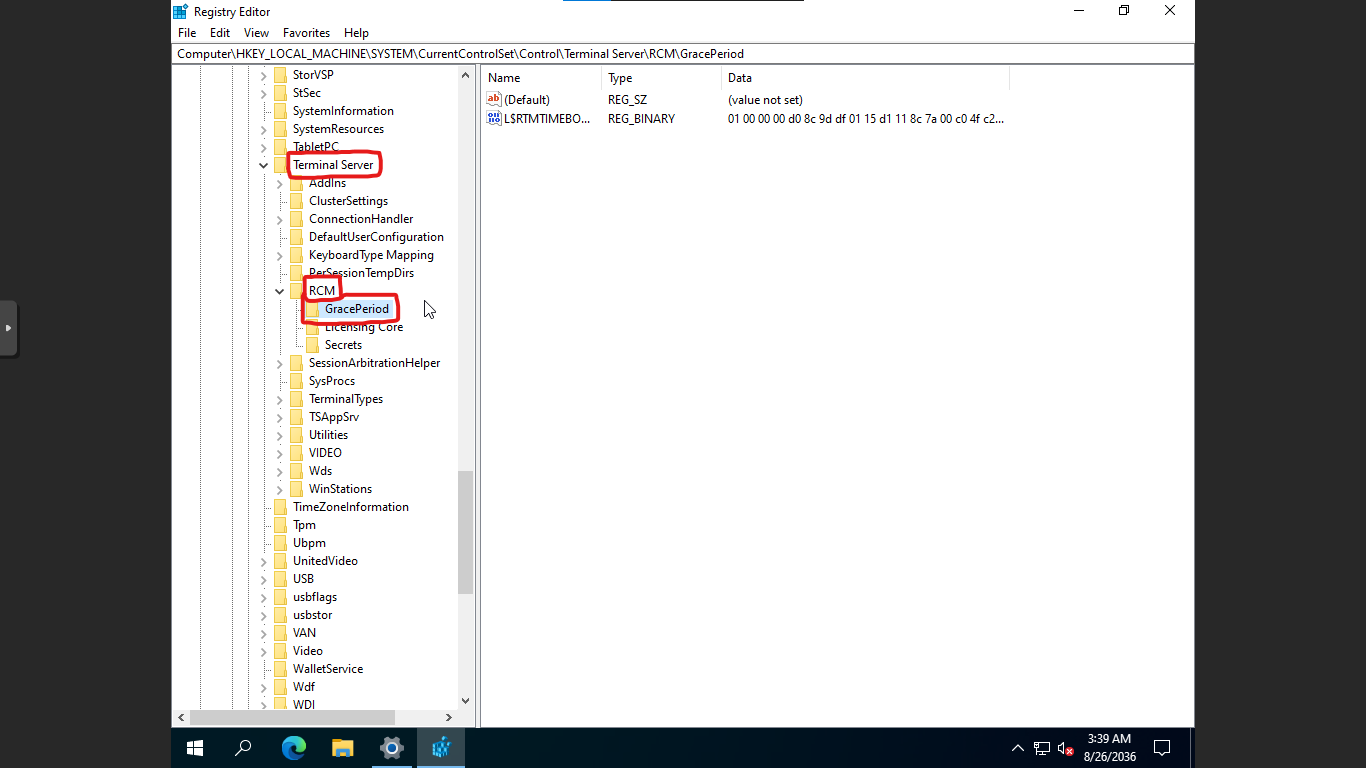 Registry Editor
File Edit View Favorites Help
Computer\HKEY_LOCAL_MACHINE\SYSTEM\CurrentControlSet\Control\Terminal Server\RCM\GracePeriod
StorVSP
StSec
SystemInformation
SystemResources
TabletPC
Terminal Server
AddIns
ClusterSettings
ConnectionHandler
DefaultUserConfiguration
KeyboardType Mapping
PerSessionTempDirs
RCM
GracePeriod
Licensing Core
Secrets
SessionArbitrationHelper
SysProcs
TerminalTypes
TSAppSrv
Utilities
VIDEO
Wds
WinStations
TimeZoneInformation
Tpm
Ubpm
UnitedVideo
USB
usbflags
usbstor
VAN
Video
WalletService
Wdf
WDI
Name Type Data
ab (Default) REG_SZ (value not set)
L$RTMTIMEBO... REG_BINARY 01 00 00 00 d0 8c 9d df 01 15 d1 11 8c 7a 00 c0 4f c2...
3:39 AM
8/26/2036